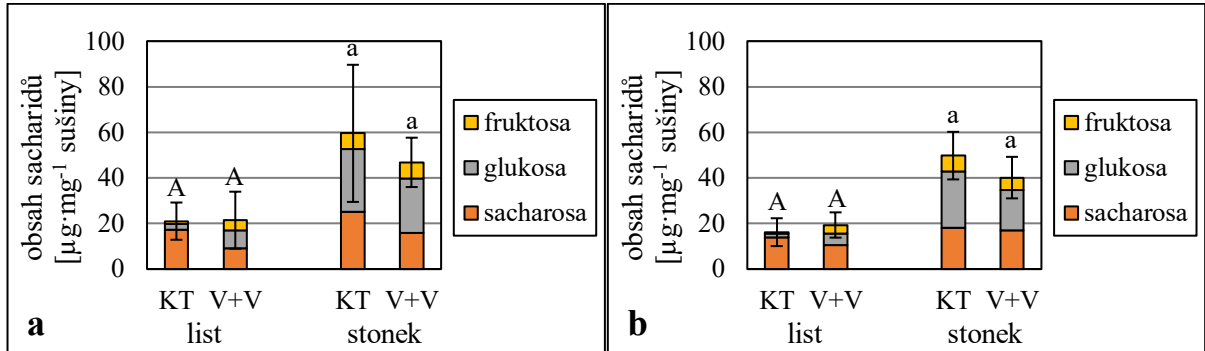 obsah sacharidů
[µg·mg⁻¹ sušiny]
100
80
60
40
20
0
A
A
a
a
KT
V+V
KT
V+V
list
stonek
fruktosa
glukosa
sacharosa
a
obsah sacharidů
[µg·mg⁻¹ sušiny]
100
80
60
40
20
0
A
A
a
a
KT
V+V
KT
V+V
list
stonek
fruktosa
glukosa
sacharosa
b